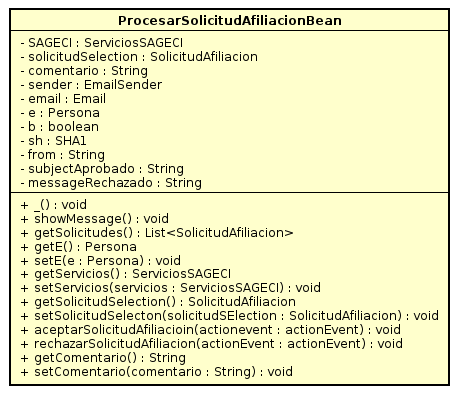 ProcesarSolicitudAfiliacionBean
- SAGECI : ServiciosSAGECI
- solicitudSelection : SolicitudAfiliacion
- comentario : String
- sender : EmailSender
- email : Email
- e : Persona
- b : boolean
- sh : SHA1
- from : String
- subjectAprobado : String
- messageRechazado : String
+ _() : void
+ showMessage() : void
+ getSolicitudes() : List<SolicitudAfiliacion>
+ getE() : Persona
+ setE(e : Persona) : void
+ getServicios() : ServiciosSAGECI
+ setServicios(servicios : ServiciosSAGECI) : void
+ getSolicitudSelection() : SolicitudAfiliacion
+ setSolicitudSelecton(solicitudSElection : SolicitudAfiliacion) : void
+ aceptarSolicitudAfiliacioin(actionevent : actionEvent) : void
+ rechazarSolicitudAfiliacion(actionEvent : actionEvent) : void
+ getComentario() : String
+ setComentario(comentario : String) : void